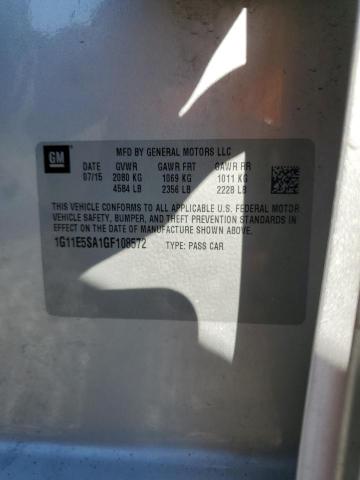 GM
MFD BY GENERAL MOTORS LLC
DATE GVWR GAWR FRT GAWR RR
07/15 2080 KG 1069 KG 1011 KG
4584 LB 2356 LB 2228 LB
THIS VEHICLE CONFORMS TO ALL APPLICABLE U.S. FEDERAL MOTOR
VEHICLE SAFETY, BUMPER, AND THEFT PREVENTION STANDARDS
IN EFFECT ON THE DATE OF MANUFACTURE SHOWN ABOVE.
1G11E5SA1GF108572 TYPE: PASS CAR